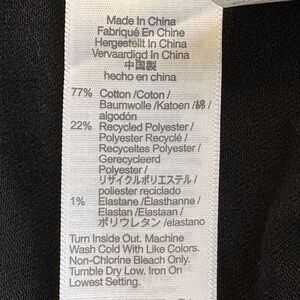 Made In China
Fabriqué En Chine
Hergestellt In China
Vervaardigd In China
中国製
hecho en china
77% Cotton /Coton /
Baumwolle /Katoen /綿 /
algodón
22% Recycled Polyester /
Polyester Recyclé /
Recyceltes Polyester /
Gerecycleerd
Polyester /
リサイクルポリエステル /
poliester reciclado
1% Elastane /Élasthanne /
Elastan /Elastaan /
ポリウレタン /elastano
Turn Inside Out. Machine
Wash Cold With Like Colors.
Non-Chlorine Bleach Only.
Tumble Dry Low. Iron On
Lowest Setting.